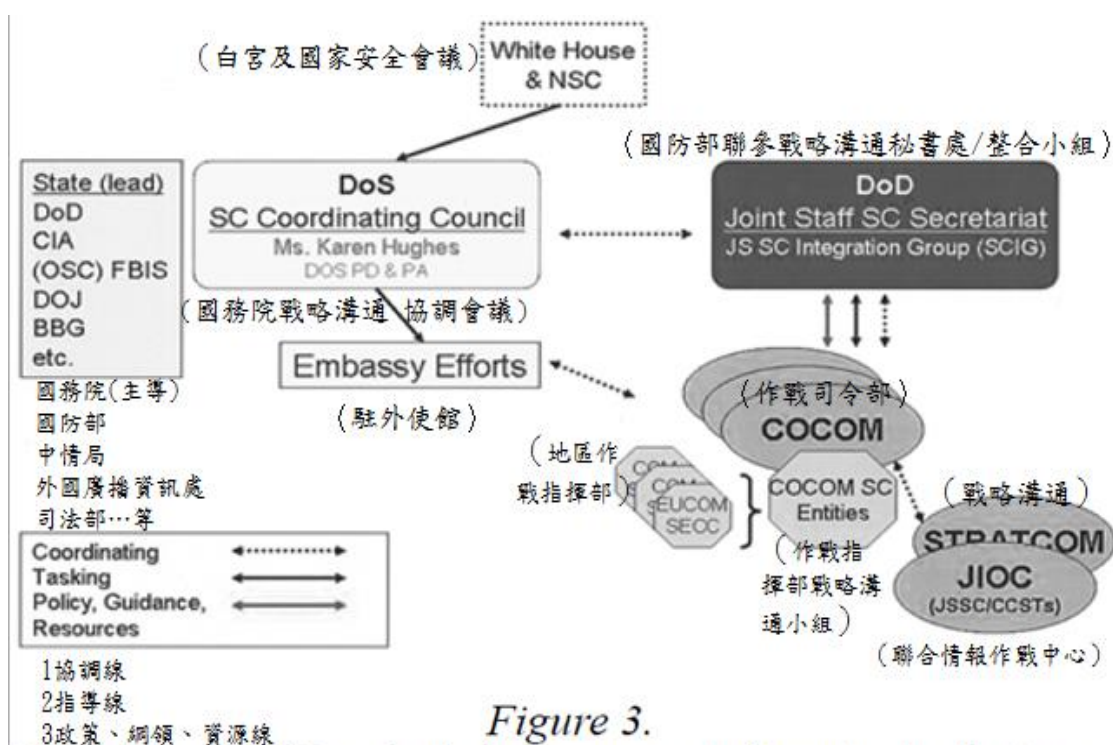 (白宮及國家安全會議)
White House
& NSC
(國防部聯參戰略溝通秘書處/整合小組)
State (lead)
DoD
CIA
(OSC) FBIS
DOJ
BBG
etc.
DoS
SC Coordinating Council
Ms. Karen Hughes
DOS PD & PA
DoD
Joint Staff SC Secretariat
JS SC Integration Group (SCIG)
(國務院戰略溝通 協調會議)
Embassy Efforts
(駐外使館)
國務院(主導)
國防部
中情局
外國廣播資訊處
司法部…等
(作戰司令部)
COCOM
(地區作
戰指揮部)
COM
COM
EUCOM
SECC
COCOM SC
Entities
(作戰指
揮部戰略溝
通小組)
(戰略溝通)
STRATCOM
JIOC
(JSSC/CCSTs)
(聯合情報作戰中心)
Coordinating
Tasking
Policy, Guidance,
Resources
1協調線
2指導線
3政策、綱領、資源線
Figure 3.